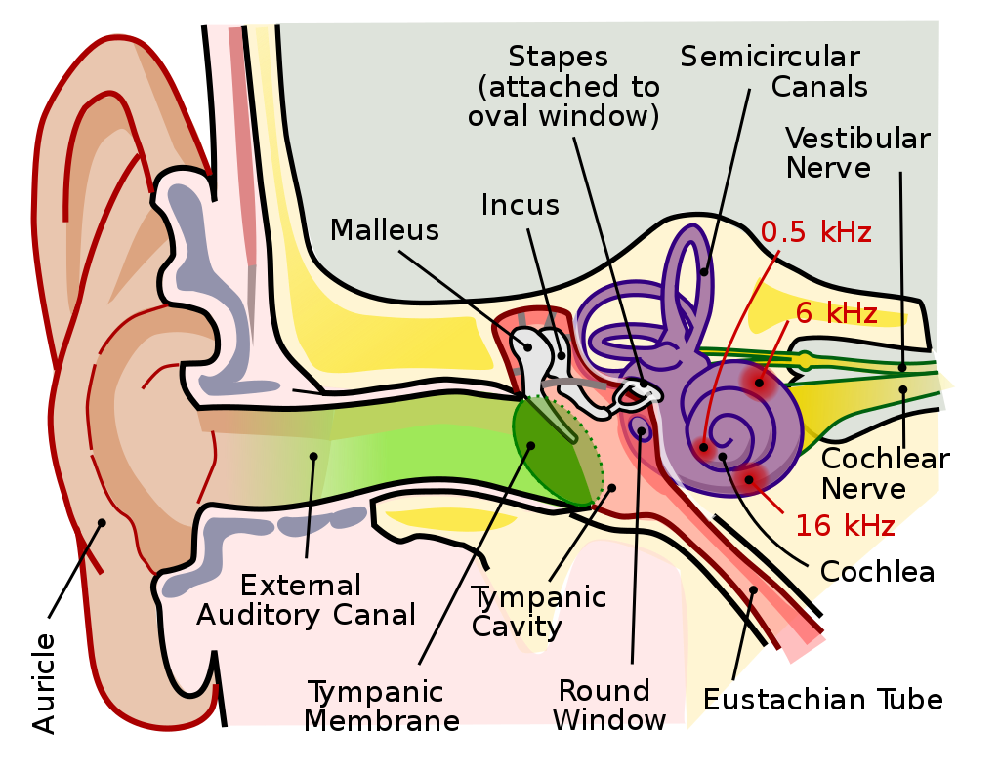 Stapes
(attached to
oval window)
Semicircular
Canals
Vestibular
Nerve
Incus
Malleus
0.5 kHz
6 kHz
Cochlear
Nerve
16 kHz
Cochlea
External
Auditory Canal
Tympanic
Cavity
Auricle
Tympanic
Membrane
Round
Window
Eustachian Tube